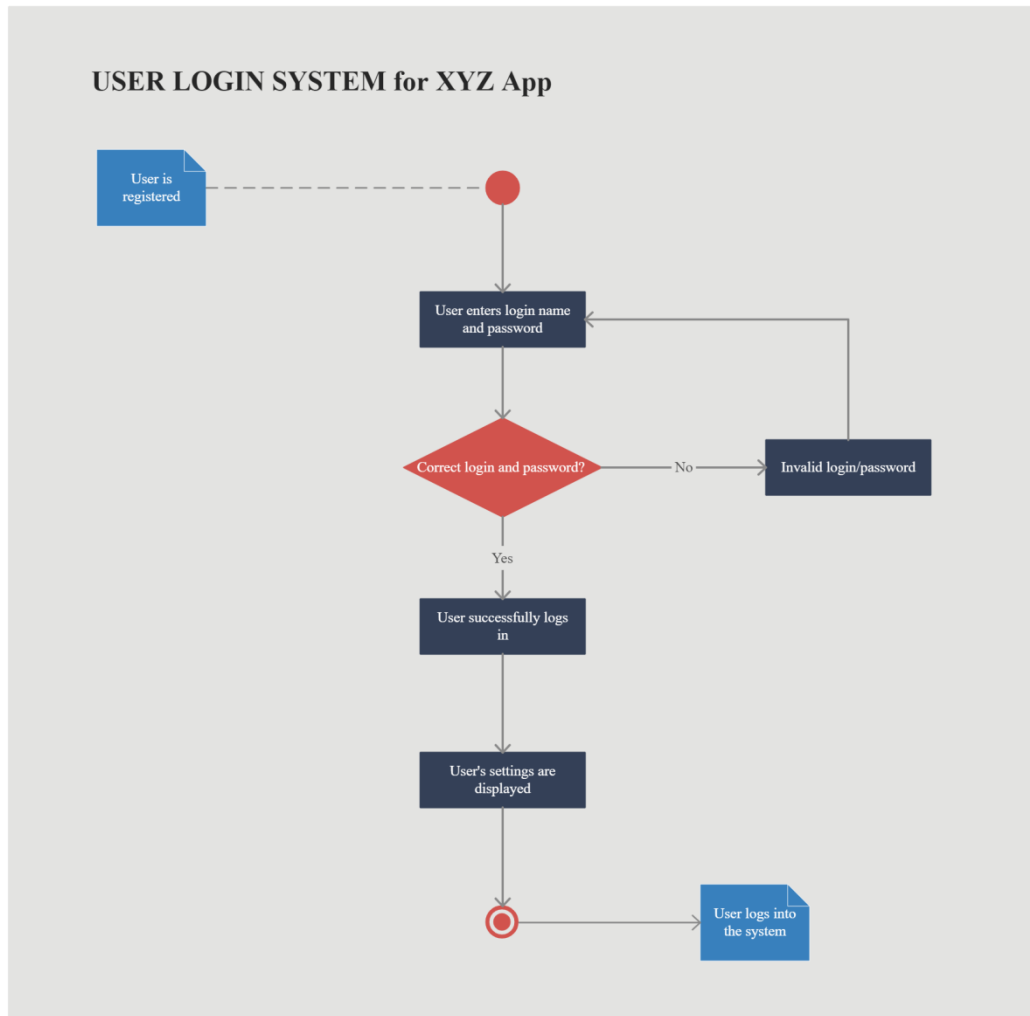 USER LOGIN SYSTEM for XYZ App
User is
registered
User enters login name
and password
Correct login and password?
No
Invalid login/password
Yes
User successfully logs
in
User's settings are
displayed
User logs into
the system